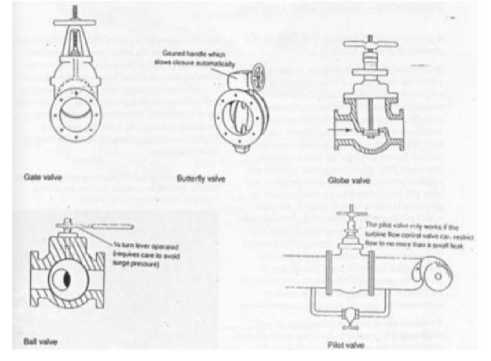 Geared handle which
slows closure automatically
Gate valve
Butterfly valve
Globe valve
¼ turn lever operated
(requires care to avoid
surge pressure)
The pilot valve only works if the
turbine flow control valve can restrict
flow to no more than a small leak
Ball valve
Pilot valve